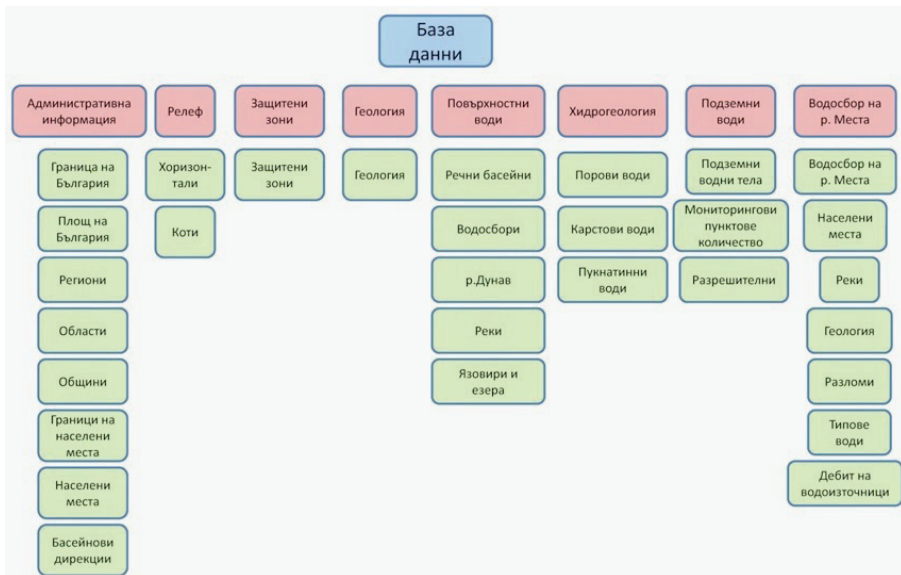 База
данни
Административна
информация
Релеф
Защитени
зони
Геология
Повърхностни
води
Хидрогеология
Подземни
води
Водосбор на
р. Места
Граница на
България
Площ на
България
Региони
Области
Общини
Граници на
населени
места
Населени
места
Басейнови
дирекции
Хоризон-
тали
Коти
Защитени
зони
Геология
Речни басейни
Водосбори
р.Дунав
Реки
Язовири и
езера
Порови води
Карстови води
Пукнатинни
води
Подземни
водни тела
Мониторингови
пунктове
количество
Разрешителни
Водосбор на
р. Места
Населени
места
Реки
Геология
Разломи
Типове
води
Дебит на
водоизточници